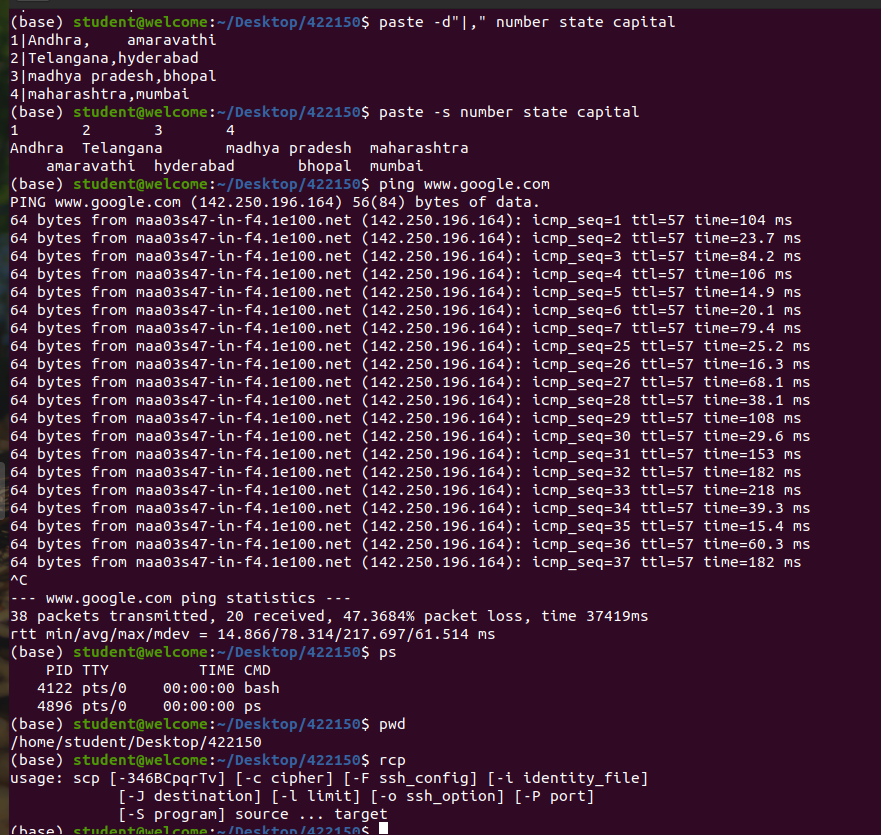 (base) student@welcome:~/Desktop/422150$ paste -d"|," number state capital
1|Andhra,    amaravathi
2|Telangana,hyderabad
3|madhya pradesh,bhopal
4|maharashtra,mumbai
(base) student@welcome:~/Desktop/422150$ paste -s number state capital
1       2       3       4
Andhra  Telangana       madhya pradesh  maharashtra
    amaravathi  hyderabad       bhopal  mumbai
(base) student@welcome:~/Desktop/422150$ ping www.google.com
PING www.google.com (142.250.196.164) 56(84) bytes of data.
64 bytes from maa03s47-in-f4.1e100.net (142.250.196.164): icmp_seq=1 ttl=57 time=104 ms
64 bytes from maa03s47-in-f4.1e100.net (142.250.196.164): icmp_seq=2 ttl=57 time=23.7 ms
64 bytes from maa03s47-in-f4.1e100.net (142.250.196.164): icmp_seq=3 ttl=57 time=84.2 ms
64 bytes from maa03s47-in-f4.1e100.net (142.250.196.164): icmp_seq=4 ttl=57 time=106 ms
64 bytes from maa03s47-in-f4.1e100.net (142.250.196.164): icmp_seq=5 ttl=57 time=14.9 ms
64 bytes from maa03s47-in-f4.1e100.net (142.250.196.164): icmp_seq=6 ttl=57 time=20.1 ms
64 bytes from maa03s47-in-f4.1e100.net (142.250.196.164): icmp_seq=7 ttl=57 time=79.4 ms
64 bytes from maa03s47-in-f4.1e100.net (142.250.196.164): icmp_seq=25 ttl=57 time=25.2 ms
64 bytes from maa03s47-in-f4.1e100.net (142.250.196.164): icmp_seq=26 ttl=57 time=16.3 ms
64 bytes from maa03s47-in-f4.1e100.net (142.250.196.164): icmp_seq=27 ttl=57 time=68.1 ms
64 bytes from maa03s47-in-f4.1e100.net (142.250.196.164): icmp_seq=28 ttl=57 time=38.1 ms
64 bytes from maa03s47-in-f4.1e100.net (142.250.196.164): icmp_seq=29 ttl=57 time=108 ms
64 bytes from maa03s47-in-f4.1e100.net (142.250.196.164): icmp_seq=30 ttl=57 time=29.6 ms
64 bytes from maa03s47-in-f4.1e100.net (142.250.196.164): icmp_seq=31 ttl=57 time=153 ms
64 bytes from maa03s47-in-f4.1e100.net (142.250.196.164): icmp_seq=32 ttl=57 time=182 ms
64 bytes from maa03s47-in-f4.1e100.net (142.250.196.164): icmp_seq=33 ttl=57 time=218 ms
64 bytes from maa03s47-in-f4.1e100.net (142.250.196.164): icmp_seq=34 ttl=57 time=39.3 ms
64 bytes from maa03s47-in-f4.1e100.net (142.250.196.164): icmp_seq=35 ttl=57 time=15.4 ms
64 bytes from maa03s47-in-f4.1e100.net (142.250.196.164): icmp_seq=36 ttl=57 time=60.3 ms
64 bytes from maa03s47-in-f4.1e100.net (142.250.196.164): icmp_seq=37 ttl=57 time=182 ms
^C
--- www.google.com ping statistics ---
38 packets transmitted, 20 received, 47.3684% packet loss, time 37419ms
rtt min/avg/max/mdev = 14.866/78.314/217.697/61.514 ms
(base) student@welcome:~/Desktop/422150$ ps
    PID TTY          TIME CMD
   4122 pts/0    00:00:00 bash
   4896 pts/0    00:00:00 ps
(base) student@welcome:~/Desktop/422150$ pwd
/home/student/Desktop/422150
(base) student@welcome:~/Desktop/422150$ rcp
usage: scp [-346BCpqrTv] [-c cipher] [-F ssh_config] [-i identity_file]
            [-J destination] [-l limit] [-o ssh_option] [-P port]
            [-S program] source ... target
(base) student@welcome:~/Desktop/422150$